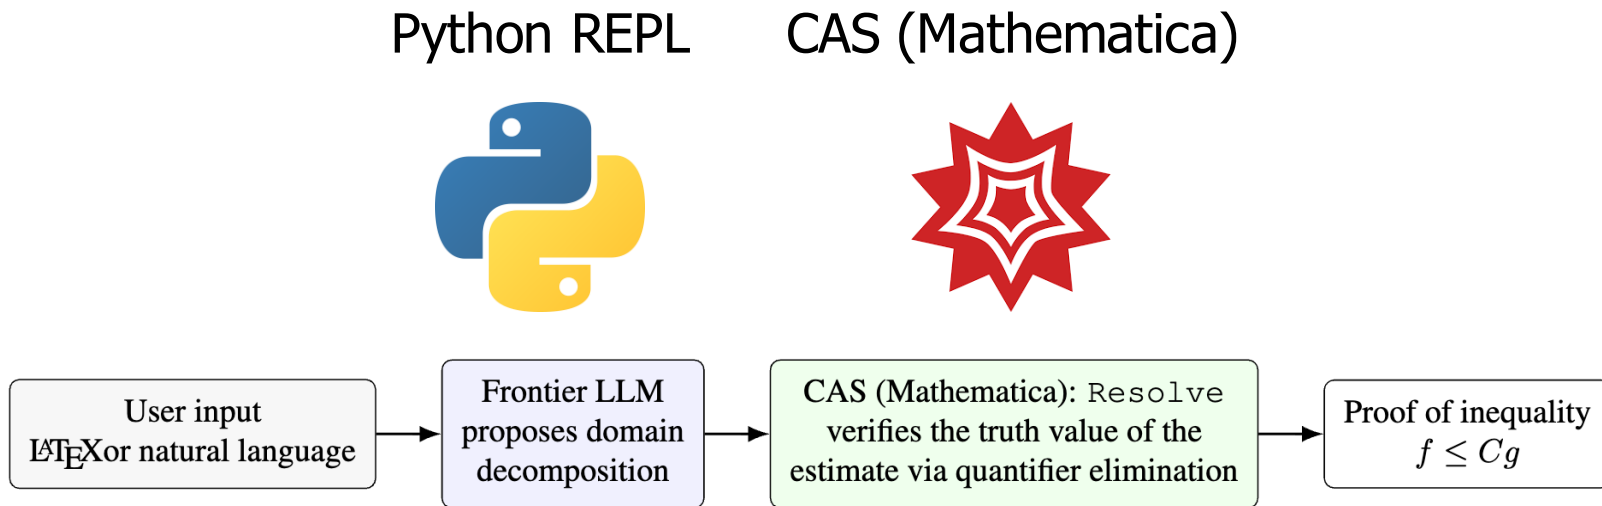 Python REPL
CAS (Mathematica)
User input
LATEXor natural language
Frontier LLM
proposes domain
decomposition
CAS (Mathematica): Resolve
verifies the truth value of the
estimate via quantifier elimination
Proof of inequality
f ≤ Cg